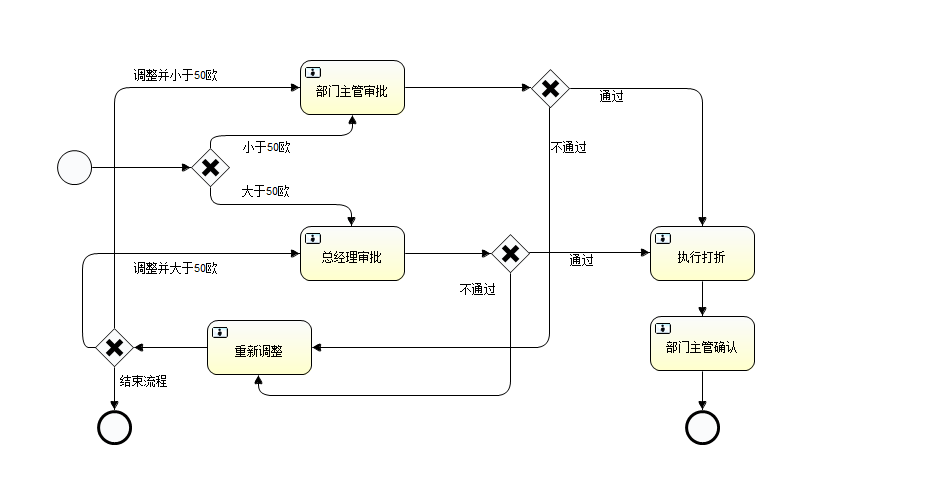 调整并小于50欧
部门主管审批
通过
小于50欧
不通过
大于50欧
总经理审批
通过
执行打折
调整并大于50欧
不通过
重新调整
部门主管确认
结束流程